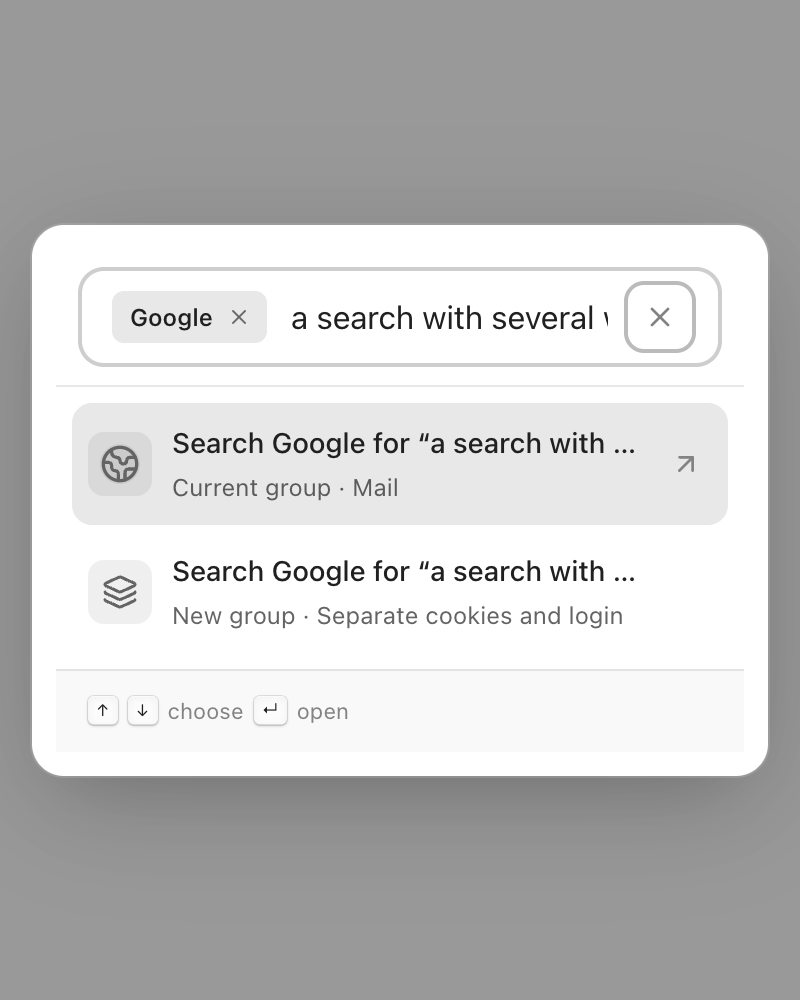 Google
a search with several
Search Google for “a search with ...
Current group · Mail
Search Google for “a search with ...
New group · Separate cookies and login
↑ ↓ choose ↵ open